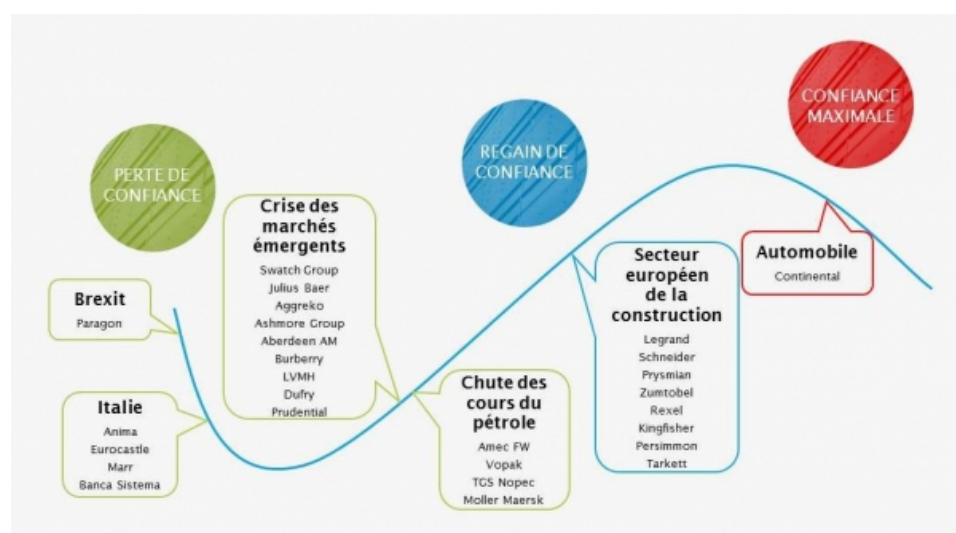 PERTE DE
CONFIANCE
REGAIN DE
CONFIANCE
CONFIANCE
MAXIMALE
Brexit
Paragon
Italie
Anima
Eurocastle
Marr
Banca Sistema
Crise des
marchés
émergents
Swatch Group
Julius Baer
Aggreko
Ashmore Group
Aberdeen AM
Burberry
LVMH
Dufry
Prudential
Chute des
cours du
pétrole
Amec FW
Vopak
TGS Nopec
Moller Maersk
Secteur
européen
de la
construction
Legrand
Schneider
Prysmian
Zumtobel
Rexel
Kingfisher
Persimmon
Tarkett
Automobile
Continental